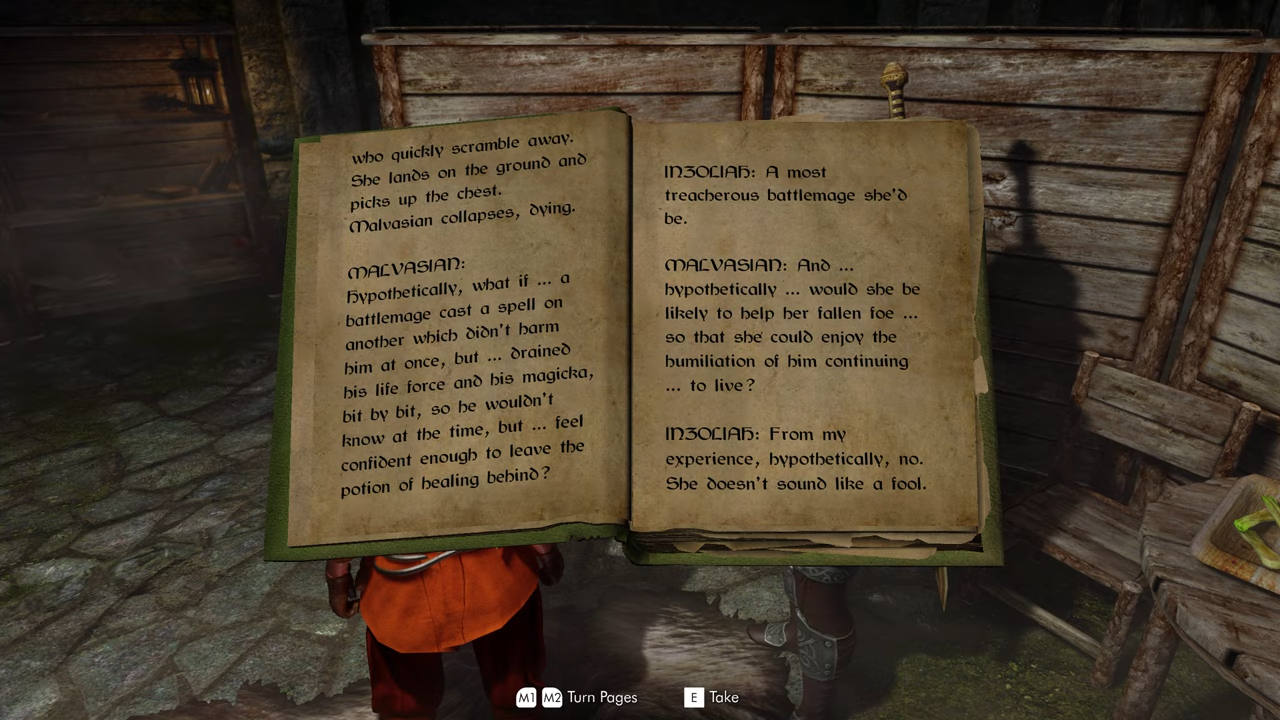 who quickly scramble away.
She lands on the ground and
picks up the chest.
Malvasian collapses, dying.
MALVASIAN:
Hypothetically, what if ... a
battlemage cast a spell on
another which didn't harm
him at once, but ... drained
his life force and his magicka,
bit by bit, so he wouldn't
know at the time, but ... feel
confident enough to leave the
potion of healing behind?
INZOLIAH: A most
treacherous battlemage she'd
be.
MALVASIAN: And ...
hypothetically ... would she be
likely to help her fallen foe ...
so that she could enjoy the
humiliation of him continuing
... to live?
INZOLIAH: From my
experience, hypothetically, no.
She doesn't sound like a fool.
M1 M2 Turn Pages E Take